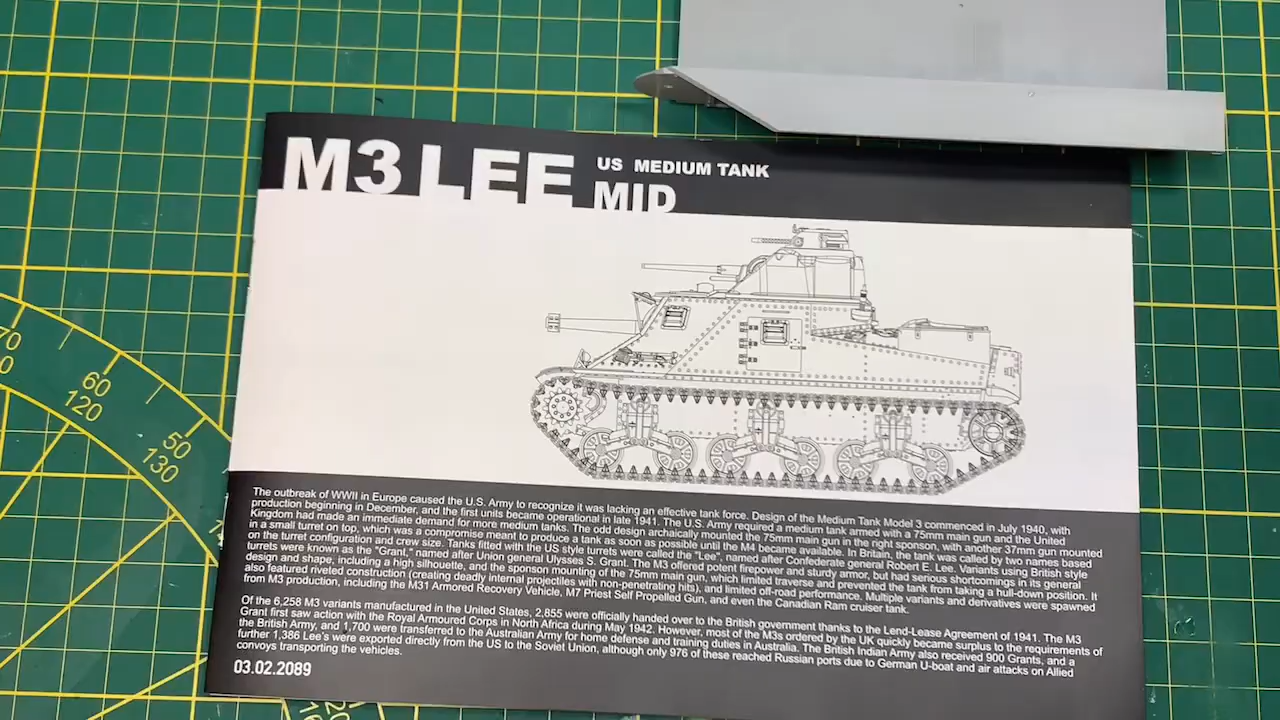 M3 LEE US MEDIUM TANK
MID
The outbreak of WWII in Europe caused the U.S. Army to recognize it was lacking an effective tank force. Design of the Medium Tank Model 3 commenced in July 1940, with
production beginning in December, and the first units became operational in late 1941. The U.S. Army required a medium tank armed with a 75mm main gun and the United
Kingdom had made an immediate demand for more medium tanks. The odd design archaically mounted the 75mm main gun in the right sponson, with another 37mm gun mounted
in a small turret on top, which was a compromise meant to produce a tank as soon as possible until the M4 became available. In Britain, the tank was called by two names based
on the turret configuration and crew size. Tanks fitted with the US style turrets were called the "Lee", named after Confederate general Robert E. Lee. Variants using British style
turrets were known as the "Grant," named after Union general Ulysses S. Grant. The M3 offered potent firepower and sturdy armor, but had serious shortcomings in its general
design and shape, including a high silhouette, and the sponson mounting of the 75mm main gun, which limited traverse and prevented the tank from taking a hull-down position. It
also featured riveted construction (creating deadly internal projectiles with non-penetrating hits), and limited off-road performance. Multiple variants and derivatives were spawned
from M3 production, including the M31 Armored Recovery Vehicle, M7 Priest Self Propelled Gun, and even the Canadian Ram cruiser tank.
Of the 6,258 M3 variants manufactured in the United States, 2,855 were officially handed over to the British government thanks to the Lend-Lease Agreement of 1941. The M3
Grant first saw action with the Royal Armoured Corps in North Africa during May 1942. However, most of the M3s ordered by the UK quickly became surplus to the requirements of
the British Army, and 1,700 were transferred to the Australian Army for home defense and training duties in Australia. The British Indian Army also received 900 Grants, and a
further 1,386 Lee's were exported directly from the US to the Soviet Union, although only 976 of these reached Russian ports due to German U-boat and air attacks on Allied
convoys transporting the vehicles.
03.02.2089
70
60
120
50
130